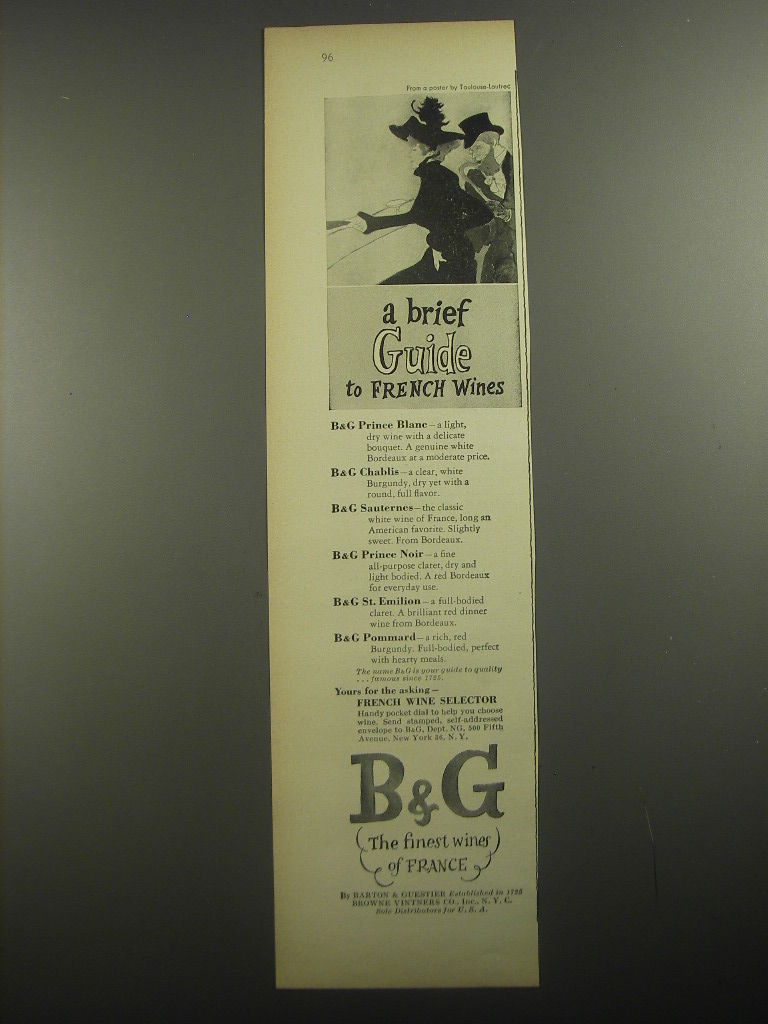 96
From a poster by Toulouse-Lautrec
a brief
Guide
to FRENCH Wines
B&G Prince Blanc—a light,
dry wine with a delicate
bouquet. A genuine white
Bordeaux at a moderate price.
B&G Chablis—a clear, white
Burgundy, dry yet with a
round, full flavor.
B&G Sauternes—the classic
white wine of France, long an
American favorite. Slightly
sweet. From Bordeaux.
B&G Prince Noir—a fine
all-purpose claret, dry and
light bodied. A red Bordeaux
for everyday use.
B&G St. Emilion—a full-bodied
claret. A brilliant red dinner
wine from Bordeaux.
B&G Pommard—a rich, red
Burgundy. Full-bodied, perfect
with hearty meals.
The name B&G is your guide to quality
...famous since 1725.
Yours for the asking—
FRENCH WINE SELECTOR
Handy pocket dial to help you choose
wine. Send stamped, self-addressed
envelope to B&G, Dept. NG, 500 Fifth
Avenue, New York 36, N. Y.
B&G
(The finest wines)
of FRANCE
By BARTON & GUESTIER Established in 1725
BROWNE VINTNERS CO., Inc., N. Y. C.
Sole Distributors for U. S. A.